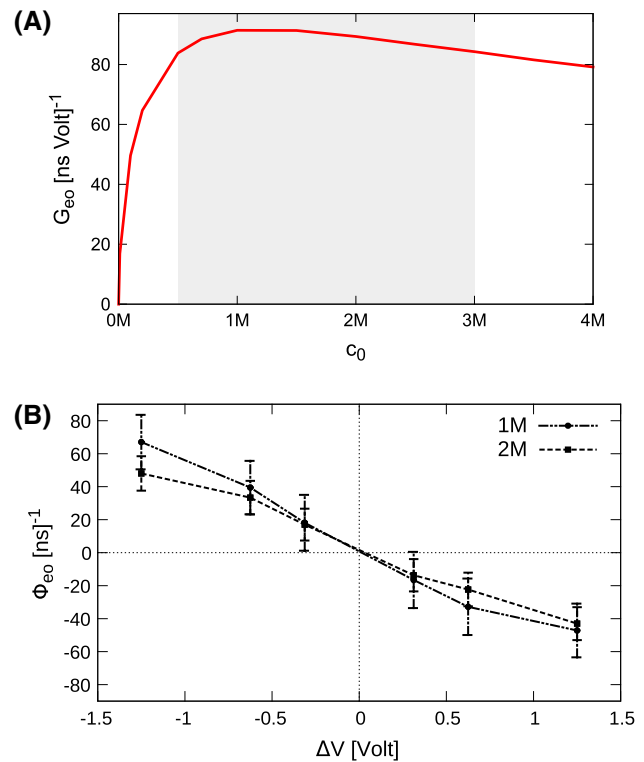 (A)
G_eo [ns Volt]^-1
80
60
40
20
0
0M 1M 2M 3M 4M
c_0
(B)
Φ_eo [ns]^-1
80
60
40
20
0
-20
-40
-60
-80
1M
2M
-1.5 -1 -0.5 0 0.5 1 1.5
ΔV [Volt]